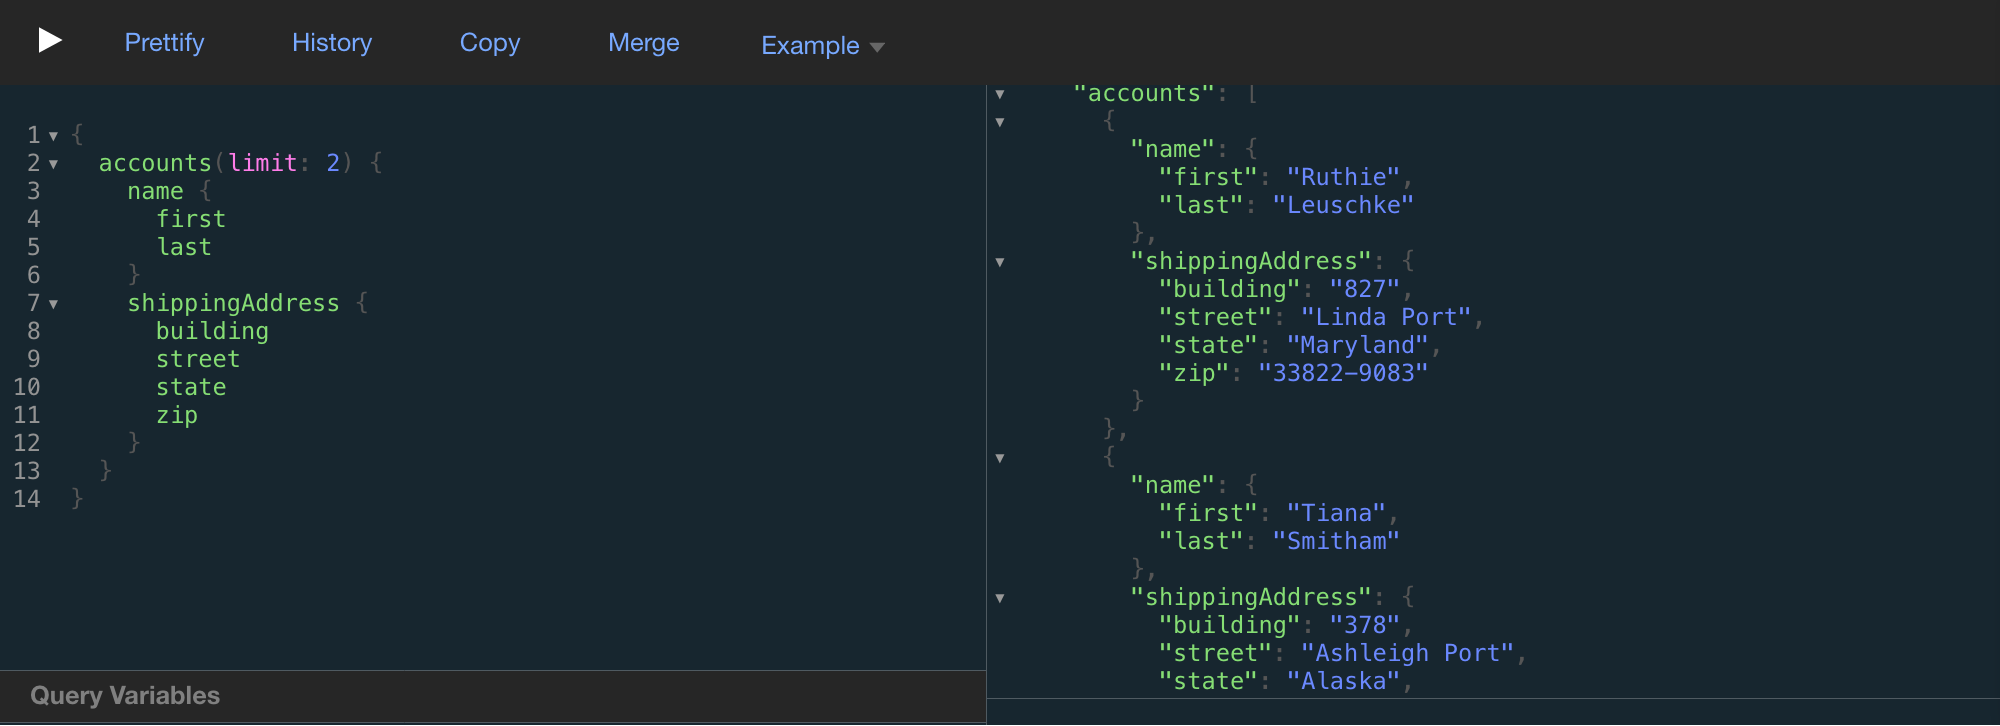 Prettify History Copy Merge Example
1 {
2 accounts(limit: 2) {
3 name {
4 first
5 last
6 }
7 shippingAddress {
8 building
9 street
10 state
11 zip
12 }
13 }
14 }
Query Variables
"accounts": [
{
"name": {
"first": "Ruthie",
"last": "Leuschke"
},
"shippingAddress": {
"building": "827",
"street": "Linda Port",
"state": "Maryland",
"zip": "33822-9083"
}
},
{
"name": {
"first": "Tiana",
"last": "Smitham"
},
"shippingAddress": {
"building": "378",
"street": "Ashleigh Port",
"state": "Alaska",